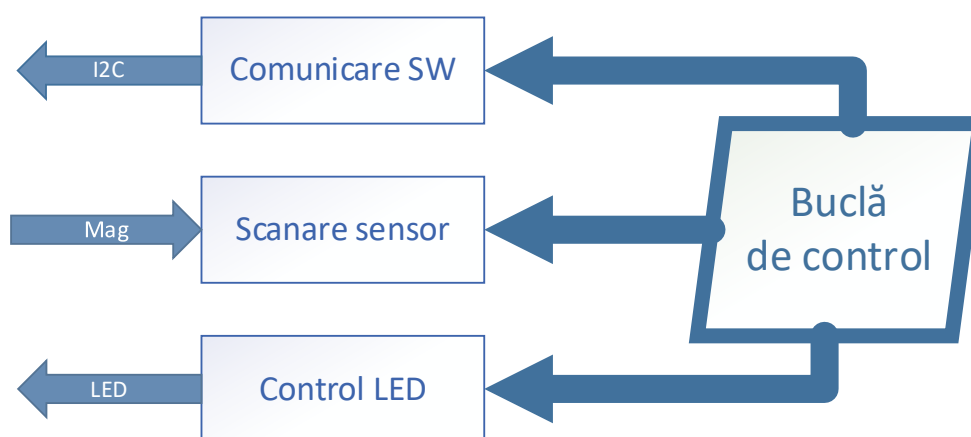 I2C
Comunicare SW
Mag
Scanare sensor
Buclă
de control
LED
Control LED